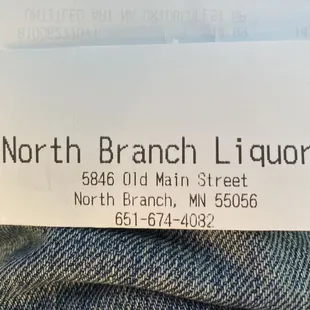 North Branch Liquor
5846 Old Main Street
North Branch, MN 55056
651-674-4082